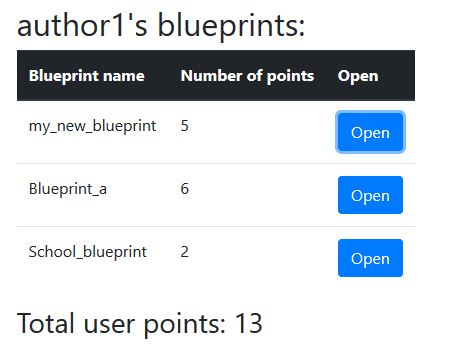 author1's blueprints:
Blueprint name Number of points Open
my_new_blueprint 5 Open
Blueprint_a 6 Open
School_blueprint 2 Open
Total user points: 13